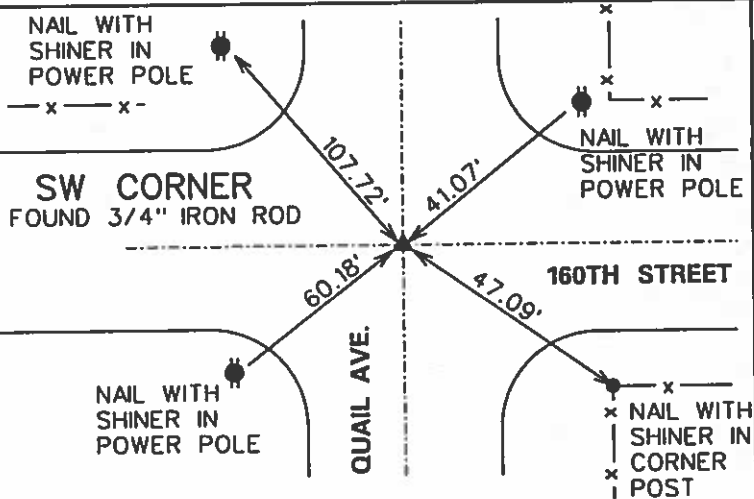 NAIL WITH
SHINER IN
POWER POLE
107.72'
41.07'
NAIL WITH
SHINER IN
POWER POLE
SW CORNER
FOUND 3/4" IRON ROD
60.18'
47.09'
160TH STREET
QUAIL AVE.
NAIL WITH
SHINER IN
POWER POLE
NAIL WITH
SHINER IN
CORNER
POST